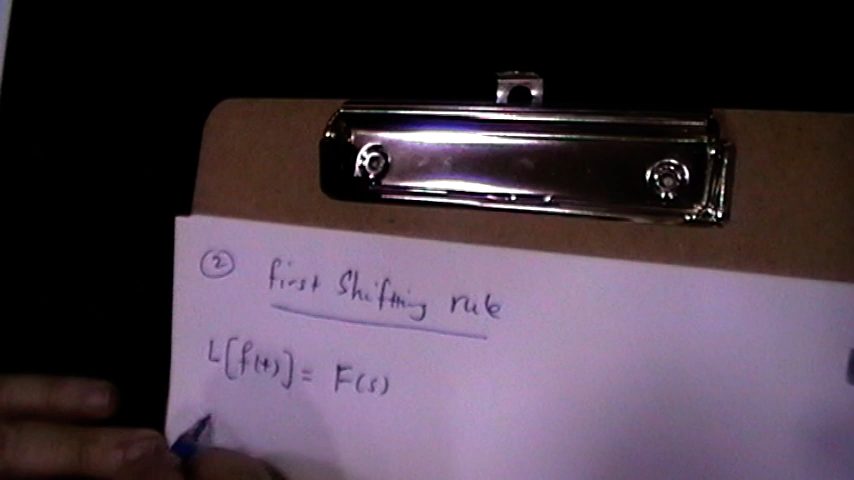 ② first shifting rule
L[f(t)] = F(s)